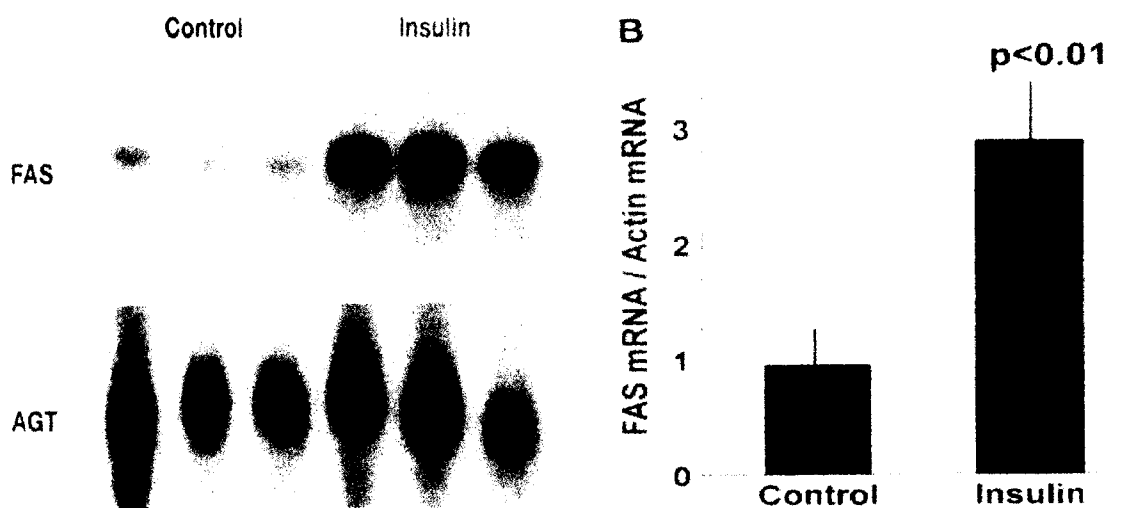 Control Insulin
FAS
AGT
B
p<0.01
FAS mRNA / Actin mRNA
3
2
1
0
Control Insulin